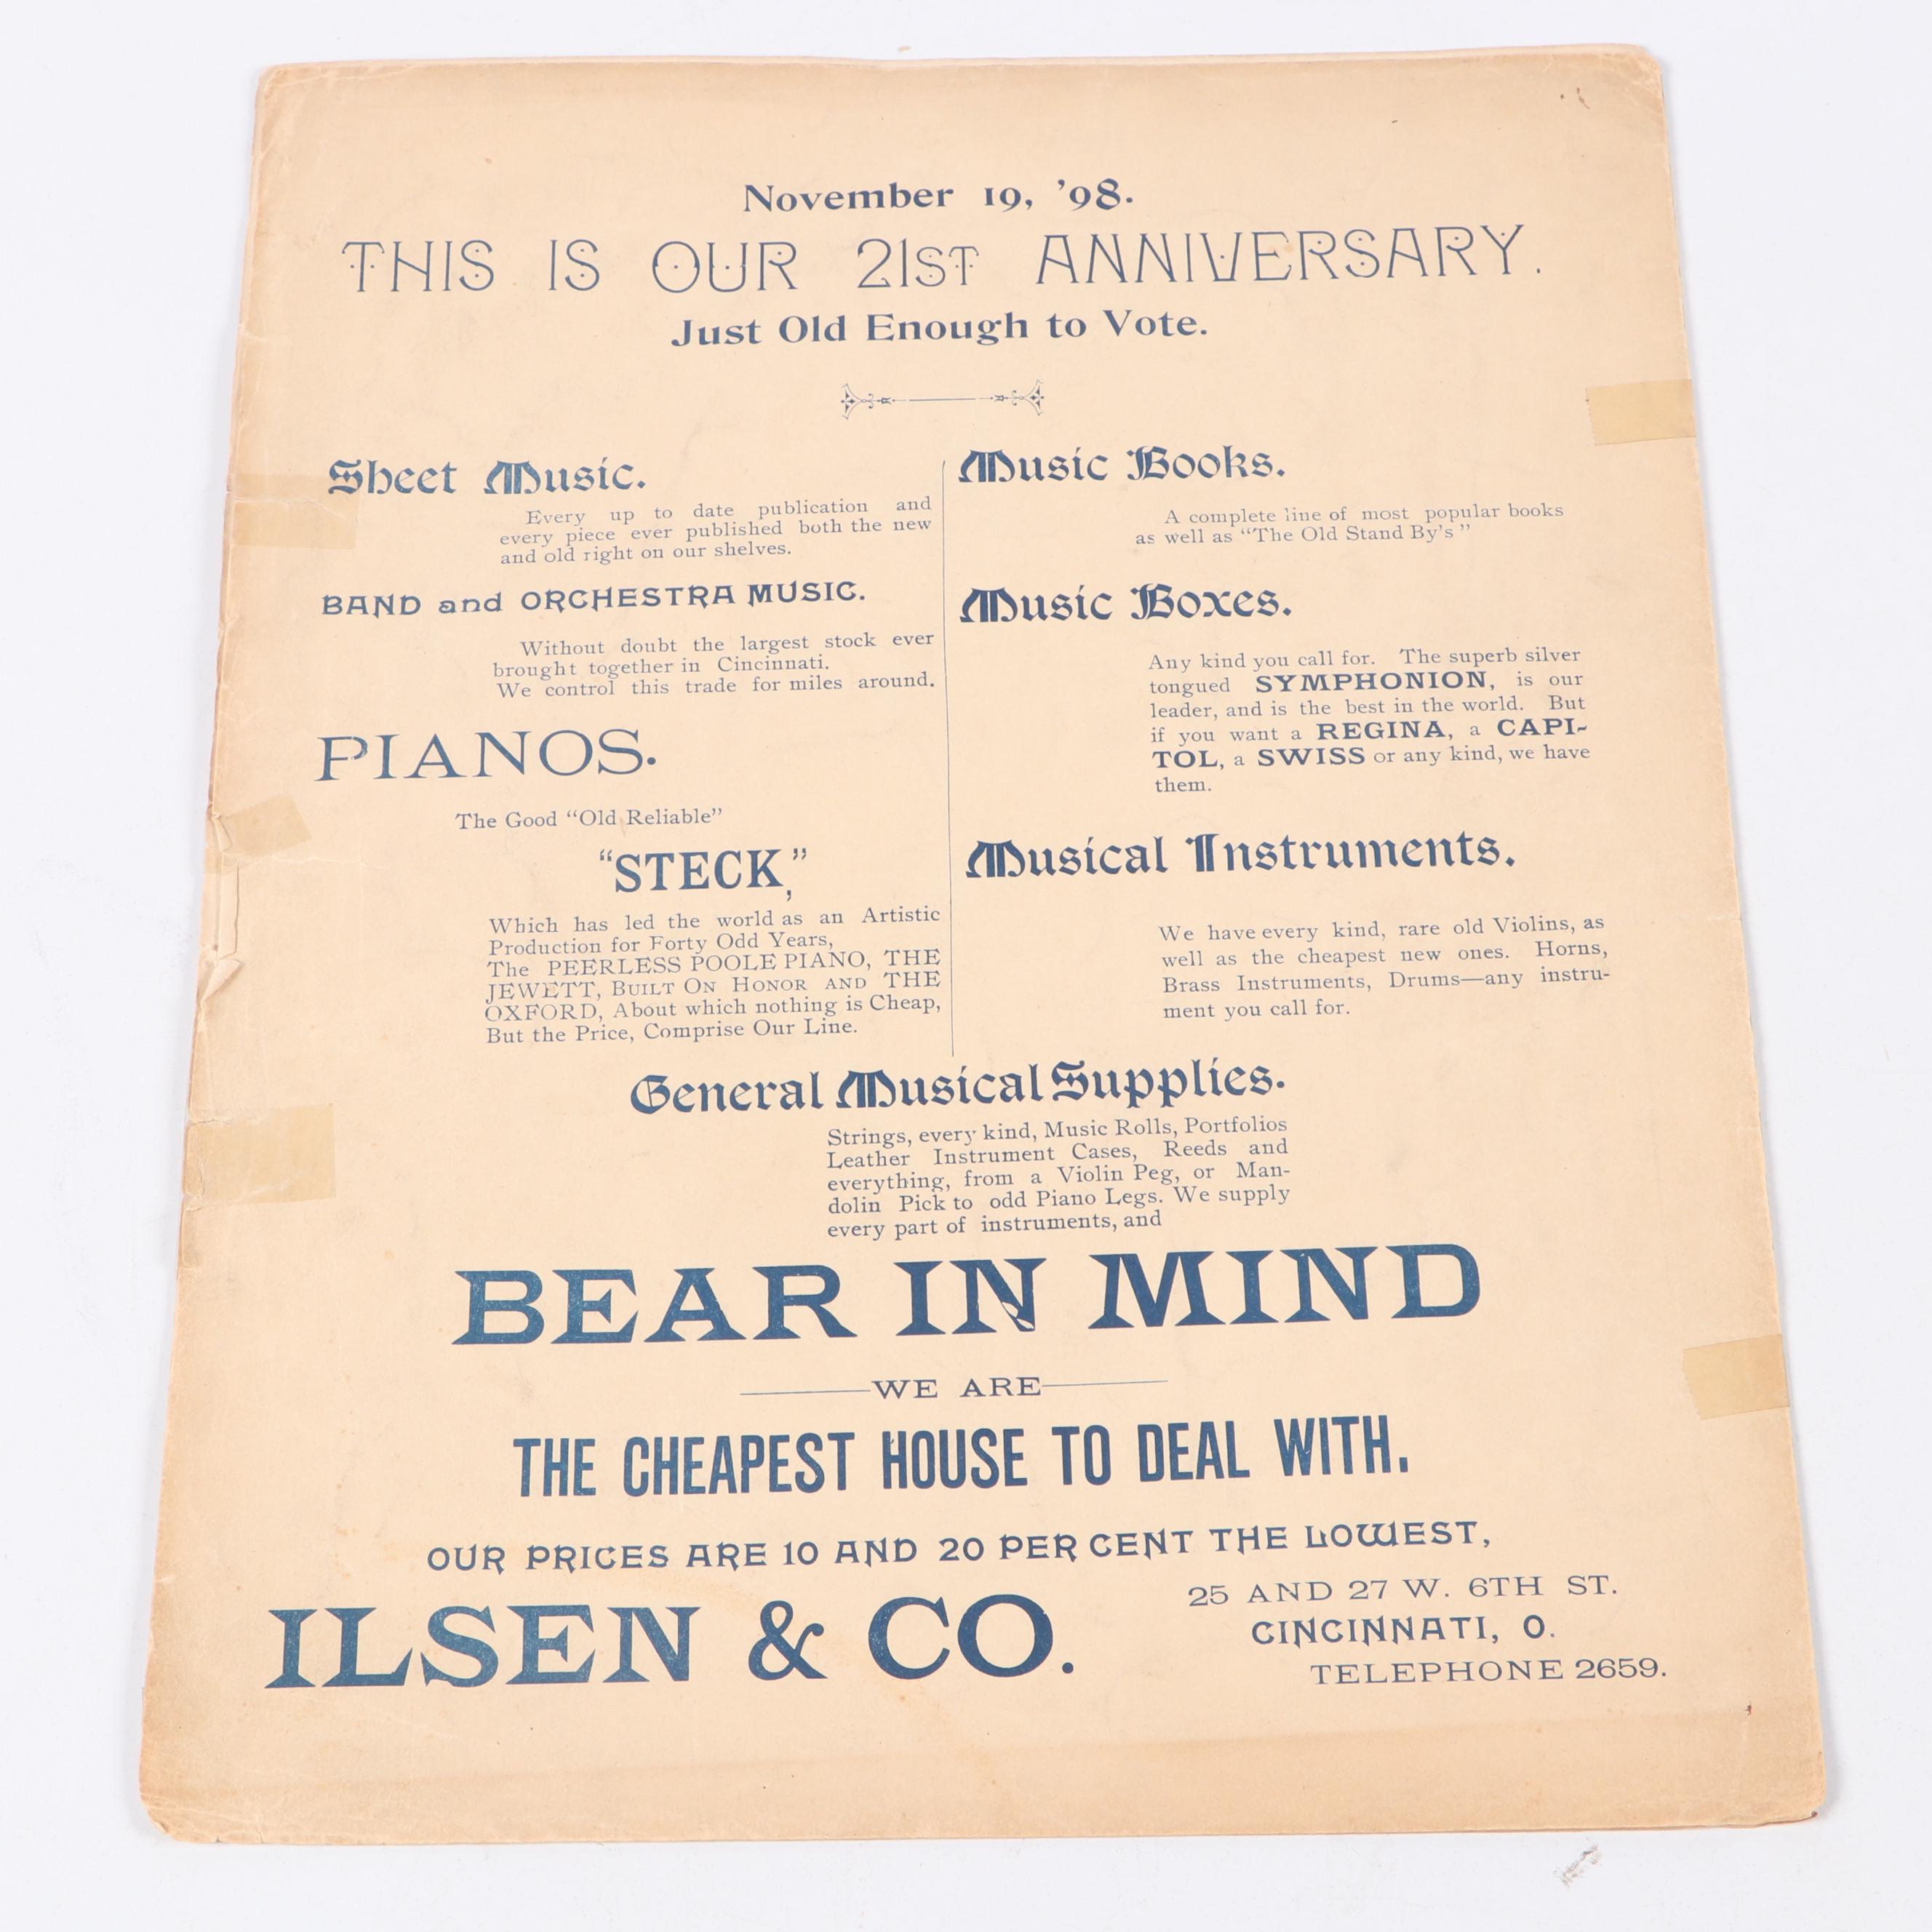 November 19, '98.
THIS IS OUR 21ST ANNIVERSARY.
Just Old Enough to Vote.
Sheet Music.
Every up to date publication and
every piece ever published both the new
and old right on our shelves.
BAND and ORCHESTRA MUSIC.
Without doubt the largest stock ever
brought together in Cincinnati.
We control this trade for miles around.
PIANOS.
The Good "Old Reliable"
"STECK,"
Which has led the world as an Artistic
Production for Forty Odd Years,
The PEERLESS POOLE PIANO, THE
JEWETT, BUILT ON HONOR AND THE
OXFORD, About which nothing is Cheap,
But the Price, Comprise Our Line.
Music Books.
A complete line of most popular books
as well as "The Old Stand By's"
Music Boxes.
Any kind you call for. The superb silver
tongued SYMPHONION, is our
leader, and is the best in the world. But
if you want a REGINA, a CAPI-
TOL, a SWISS or any kind, we have
them.
Musical Instruments.
We have every kind, rare old Violins, as
well as the cheapest new ones. Horns,
Brass Instruments, Drums—any instru-
ment you call for.
General Musical Supplies.
Strings, every kind, Music Rolls, Portfolios
Leather Instrument Cases, Reeds and
everything, from a Violin Peg, or Man-
dolin Pick to odd Piano Legs. We supply
every part of instruments, and
BEAR IN MIND
WE ARE
THE CHEAPEST HOUSE TO DEAL WITH.
OUR PRICES ARE 10 AND 20 PER CENT THE LOWEST,
ILSEN & CO.
25 AND 27 W. 6TH ST.
CINCINNATI, O.
TELEPHONE 2659.